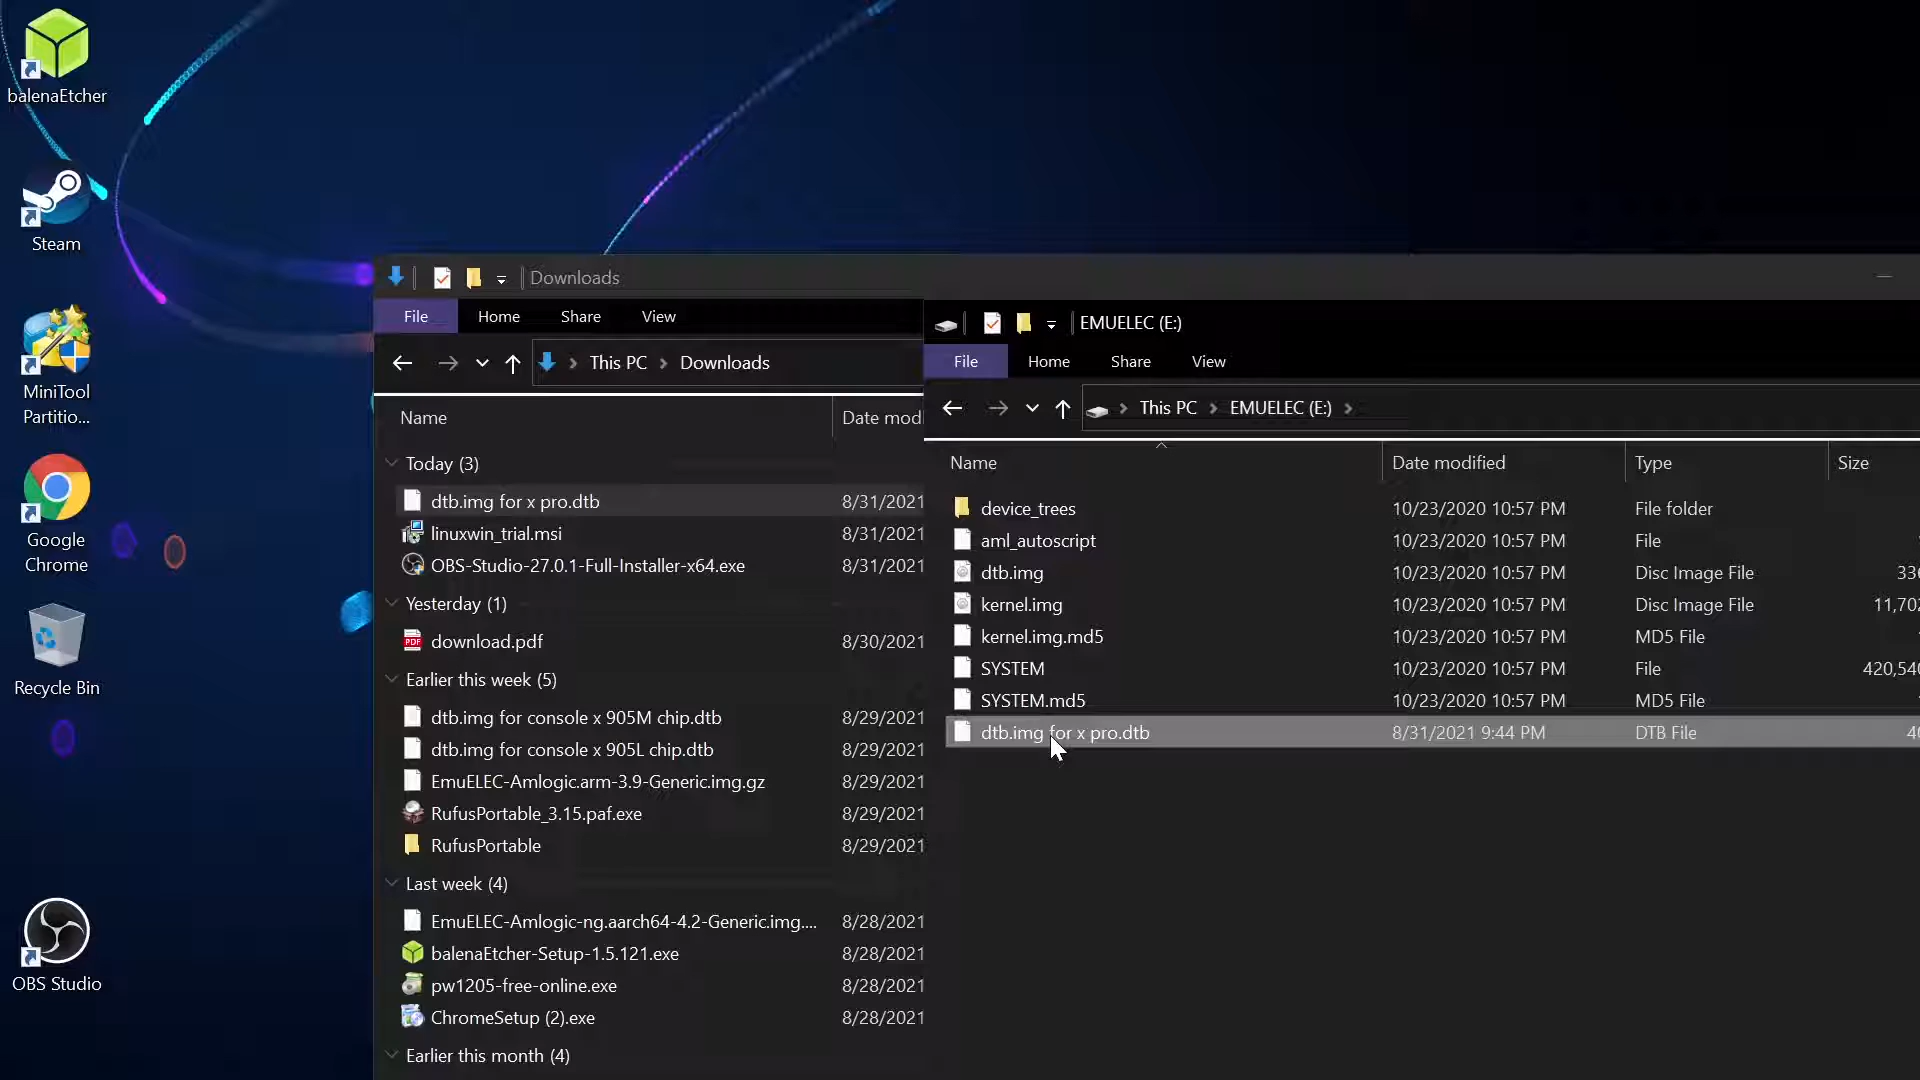 balenaEtcher
Steam
MiniTool
Partitio...
Google
Chrome
Recycle Bin
OBS Studio
Downloads
File Home Share View
This PC > Downloads
Name Date modi
Today (3)
dtb.img for x pro.dtb 8/31/2021
linuxwin_trial.msi 8/31/2021
OBS-Studio-27.0.1-Full-Installer-x64.exe 8/31/2021
Yesterday (1)
PDF download.pdf 8/30/2021
Earlier this week (5)
dtb.img for console x 905M chip.dtb 8/29/2021
dtb.img for console x 905L chip.dtb 8/29/2021
EmuELEC-Amlogic.arm-3.9-Generic.img.gz 8/29/2021
RufusPortable_3.15.paf.exe 8/29/2021
RufusPortable 8/29/2021
Last week (4)
EmuELEC-Amlogic-ng.aarch64-4.2-Generic.img.... 8/28/2021
balenaEtcher-Setup-1.5.121.exe 8/28/2021
pw1205-free-online.exe 8/28/2021
ChromeSetup (2).exe 8/28/2021
Earlier this month (4)
EMUELEC (E:)
File Home Share View
This PC > EMUELEC (E:) >
Name Date modified Type Size
device_trees 10/23/2020 10:57 PM File folder
aml_autoscript 10/23/2020 10:57 PM File
dtb.img 10/23/2020 10:57 PM Disc Image File 336
kernel.img 10/23/2020 10:57 PM Disc Image File 11,702
kernel.img.md5 10/23/2020 10:57 PM MD5 File
SYSTEM 10/23/2020 10:57 PM File 420,540
SYSTEM.md5 10/23/2020 10:57 PM MD5 File
dtb.img for x pro.dtb 8/31/2021 9:44 PM DTB File